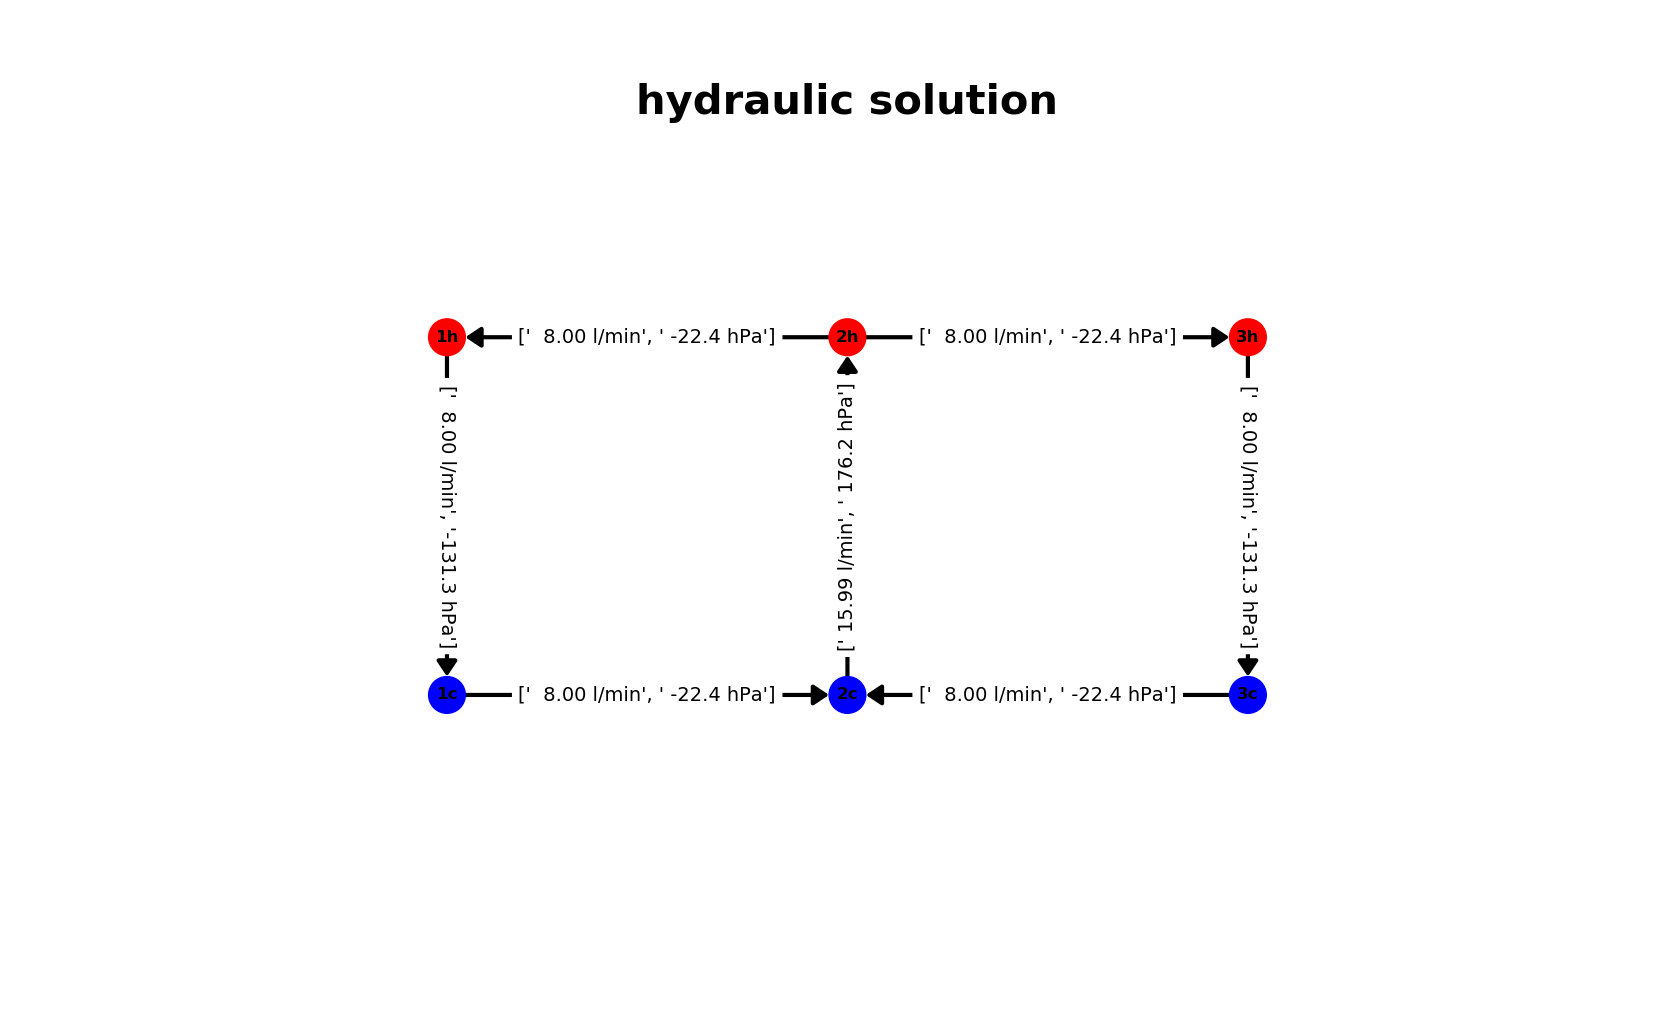 hydraulic solution
1h
['  8.00 l/min', ' -22.4 hPa']
2h
['  8.00 l/min', ' -22.4 hPa']
3h
['  8.00 l/min', '-131.3 hPa']
[' 15.99 l/min', ' 176.2 hPa']
['  8.00 l/min', '-131.3 hPa']
1c
['  8.00 l/min', ' -22.4 hPa']
2c
['  8.00 l/min', ' -22.4 hPa']
3c